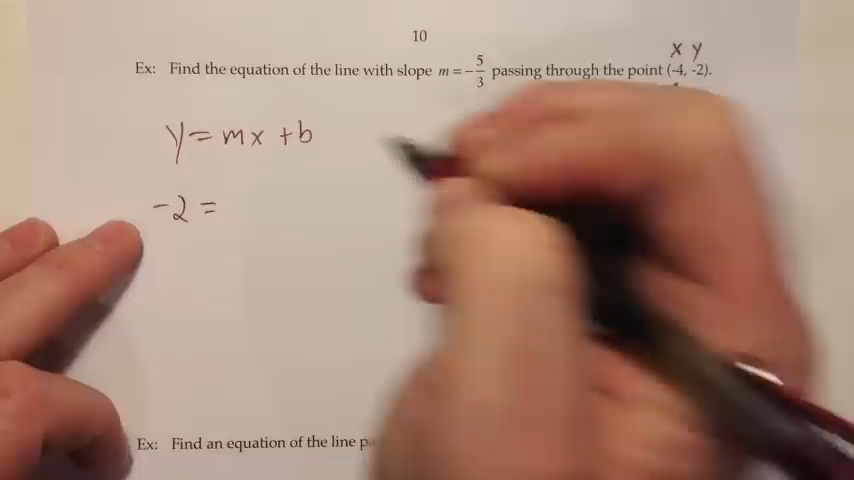 10
x y
Ex: Find the equation of the line with slope m = -5/3 passing through the point (-4, -2).
y = mx + b
-2 =
Ex: Find an equation of the line